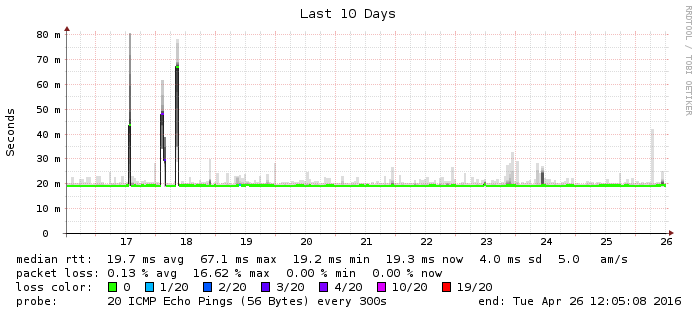 Last 10 Days
RRDTOOL / TOBI OETIKER
Seconds
80 m
70 m
60 m
50 m
40 m
30 m
20 m
10 m
0
17 18 19 20 21 22 23 24 25 26
median rtt: 19.7 ms avg 67.1 ms max 19.2 ms min 19.3 ms now 4.0 ms sd 5.0 am/s
packet loss: 0.13 % avg 16.62 % max 0.00 % min 0.00 % now
loss color: 0 1/20 2/20 3/20 4/20 10/20 19/20
probe: 20 ICMP Echo Pings (56 Bytes) every 300s end: Tue Apr 26 12:05:08 2016